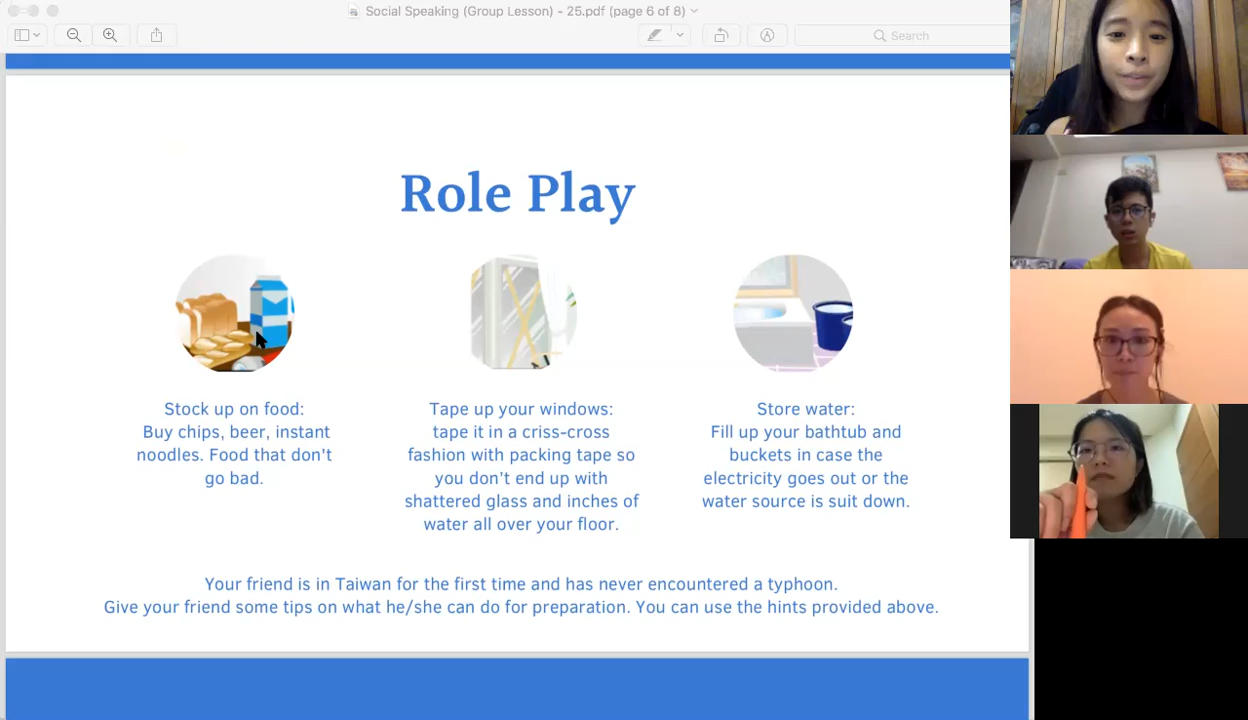 Social Speaking (Group Lesson) - 25.pdf (page 6 of 8)
Search
Role Play
Stock up on food:
Buy chips, beer, instant
noodles. Food that don't
go bad.
Tape up your windows:
tape it in a criss-cross
fashion with packing tape so
you don't end up with
shattered glass and inches of
water all over your floor.
Store water:
Fill up your bathtub and
buckets in case the
electricity goes out or the
water source is suit down.
Your friend is in Taiwan for the first time and has never encountered a typhoon.
Give your friend some tips on what he/she can do for preparation. You can use the hints provided above.